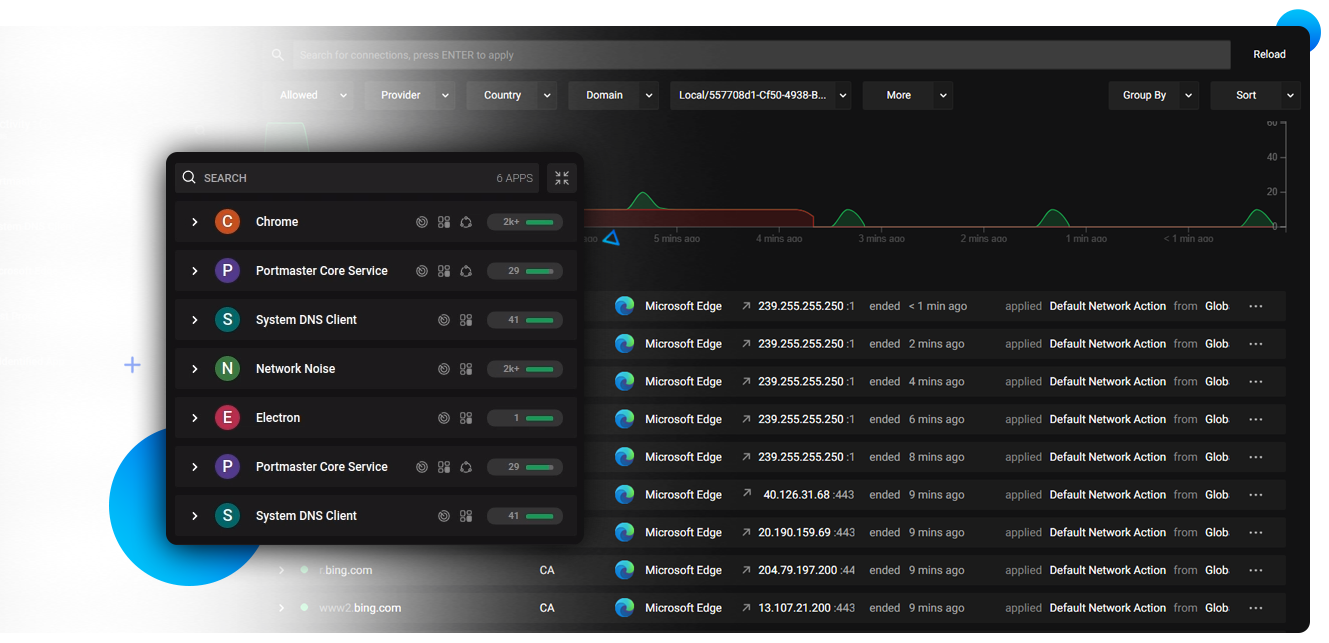 Search for connections, press ENTER to apply
Reload
Allowed Provider Country Domain Local/557708d1-Cf50-4938-B... More Group By Sort
60
40
20
0
5 mins ago 4 mins ago 3 mins ago 2 mins ago 1 min ago < 1 min ago
SEARCH 6 APPS
C Chrome 2k+
P Portmaster Core Service 29
S System DNS Client 41
N Network Noise 2k+
E Electron 1
P Portmaster Core Service 29
S System DNS Client 41
Microsoft Edge 239.255.255.250 :1 ended < 1 min ago applied Default Network Action from Glob
Microsoft Edge 239.255.255.250 :1 ended 2 mins ago applied Default Network Action from Glob
Microsoft Edge 239.255.255.250 :1 ended 4 mins ago applied Default Network Action from Glob
Microsoft Edge 239.255.255.250 :1 ended 6 mins ago applied Default Network Action from Glob
Microsoft Edge 239.255.255.250 :1 ended 8 mins ago applied Default Network Action from Glob
Microsoft Edge 40.126.31.68 :443 ended 9 mins ago applied Default Network Action from Glob
Microsoft Edge 20.190.159.69 :443 ended 9 mins ago applied Default Network Action from Glob
r.bing.com CA Microsoft Edge 204.79.197.200 :44 ended 9 mins ago applied Default Network Action from Glob
www2.bing.com CA Microsoft Edge 13.107.21.200 :443 ended 9 mins ago applied Default Network Action from Glob